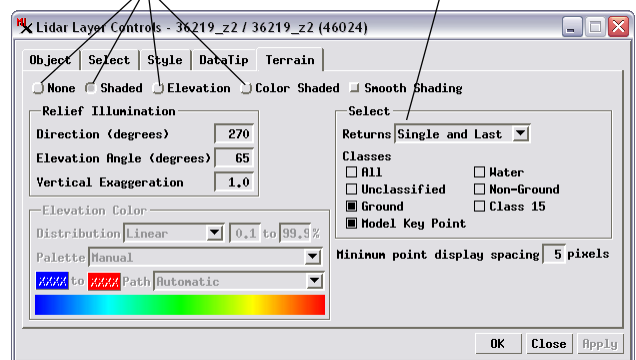 Lidar Layer Controls - 36219_z2 / 36219_z2 (46024)
Object Select Style DataTip Terrain
None Shaded Elevation Color Shaded Smooth Shading
Relief Illumination
Direction (degrees) 270
Elevation Angle (degrees) 65
Vertical Exaggeration 1.0
Elevation Color
Distribution Linear 0.1 to 99.9 %
Palette Manual
XXXX to XXXX Path Automatic
Select
Returns Single and Last
Classes
All Water
Unclassified Non-Ground
Ground Class 15
Model Key Point
Minimum point display spacing 5 pixels
OK Close Apply